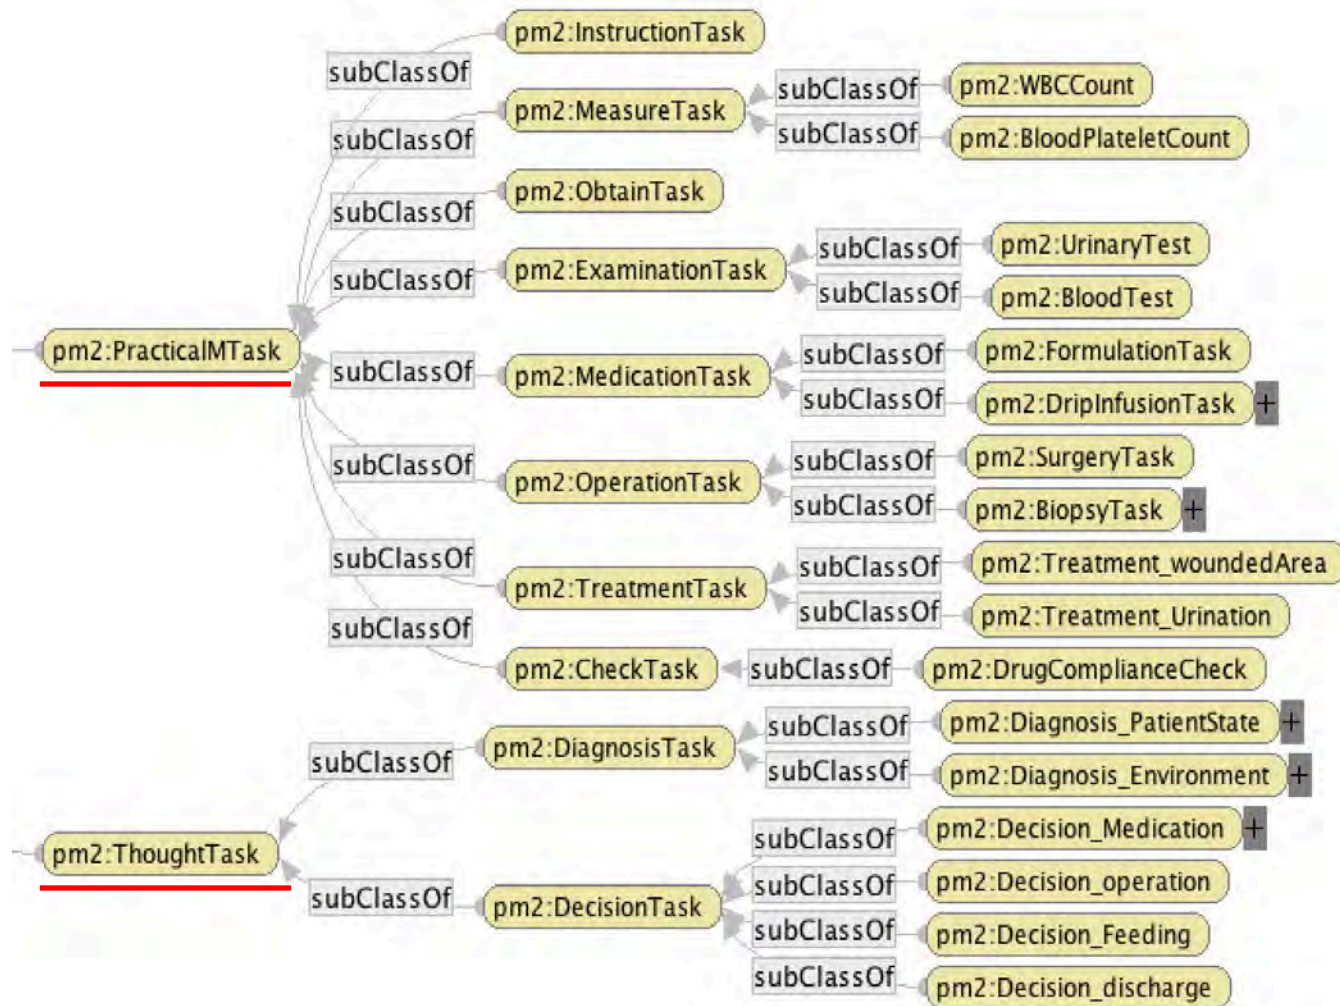 pm2:InstructionTask
subClassOf
subClassOf pm2:WBCCount
pm2:MeasureTask
subClassOf
subClassOf pm2:BloodPlateletCount
pm2:ObtainTask
subClassOf
subClassOf pm2:UrinaryTest
pm2:ExaminationTask
subClassOf
subClassOf pm2:BloodTest
pm2:PracticalMTask
subClassOf pm2:FormulationTask
subClassOf pm2:MedicationTask
subClassOf pm2:DripInfusionTask +
subClassOf pm2:SurgeryTask
subClassOf pm2:OperationTask
subClassOf pm2:BiopsyTask +
subClassOf
subClassOf pm2:Treatment_woundedArea
pm2:TreatmentTask
subClassOf pm2:Treatment_Urination
subClassOf
pm2:CheckTask subClassOf pm2:DrugComplianceCheck
subClassOf pm2:Diagnosis_PatientState +
subClassOf pm2:DiagnosisTask
subClassOf pm2:Diagnosis_Environment +
subClassOf pm2:Decision_Medication +
pm2:ThoughtTask
subClassOf pm2:Decision_operation
subClassOf pm2:DecisionTask
subClassOf pm2:Decision_Feeding
subClassOf pm2:Decision_discharge